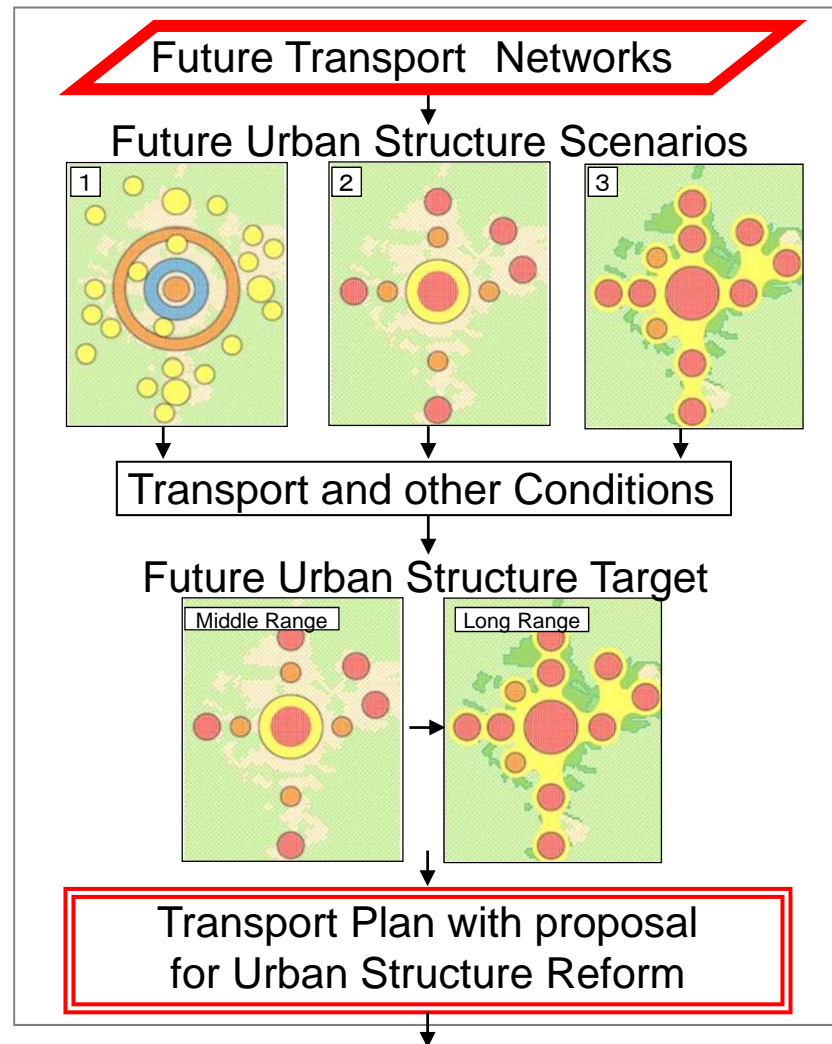 Future Transport Networks
Future Urban Structure Scenarios
1
2
3
Transport and other Conditions
Future Urban Structure Target
Middle Range
Long Range
Transport Plan with proposal
for Urban Structure Reform